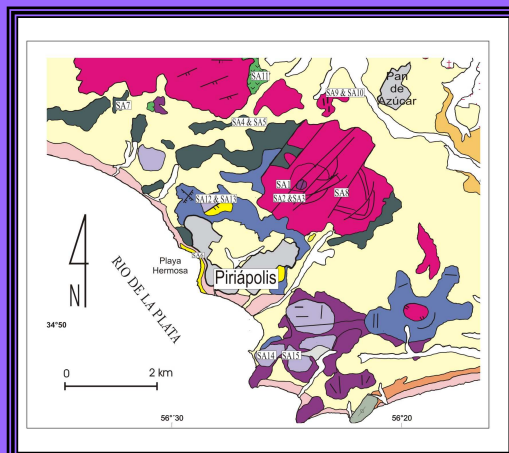 SA11
Pan
de
Azúcar
SA9 & SA10
SA7
SA4 & SA5
SA1
SA2 & SA3
SA8
SA12 & SA13
Playa
Hermosa
Piriápolis
RIO DE LA PLATA
N
34°50
SA14
SA15
0
2 km
56°30
56°20